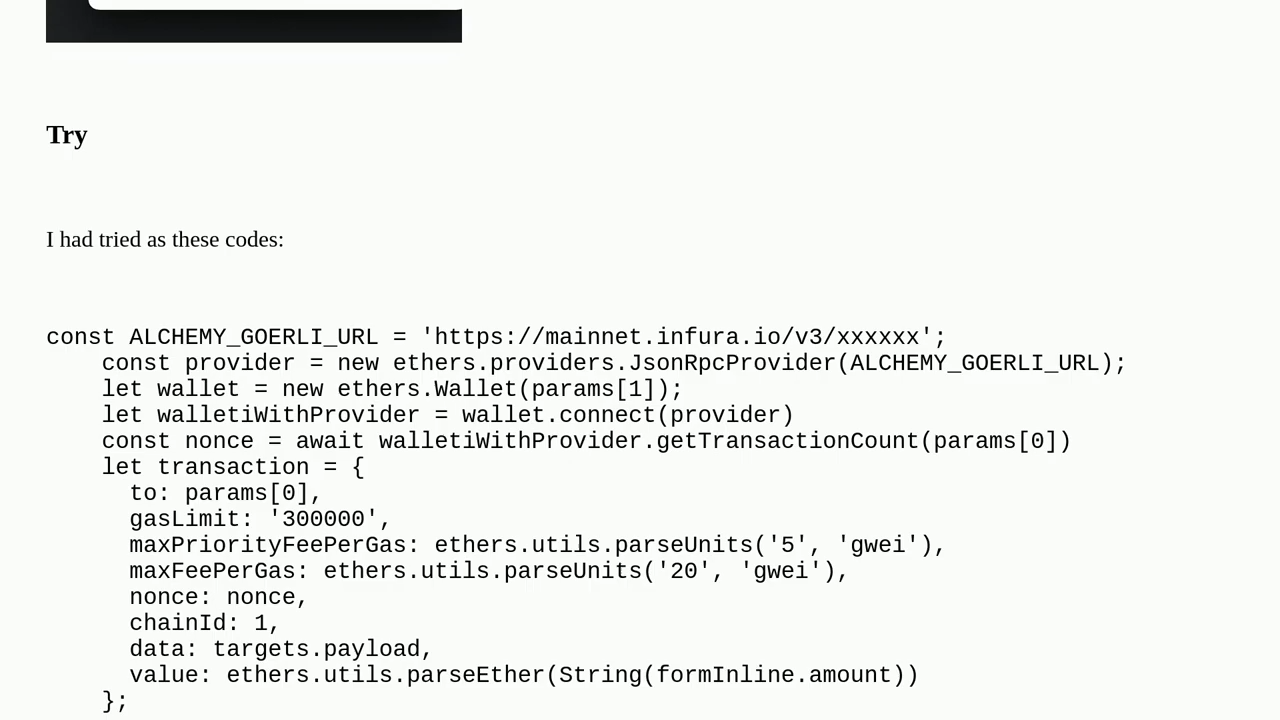 Try
I had tried as these codes:
const ALCHEMY_GOERLI_URL = 'https://mainnet.infura.io/v3/xxxxxx';
    const provider = new ethers.providers.JsonRpcProvider(ALCHEMY_GOERLI_URL);
    let wallet = new ethers.Wallet(params[1]);
    let walletiWithProvider = wallet.connect(provider)
    const nonce = await walletiWithProvider.getTransactionCount(params[0])
    let transaction = {
      to: params[0],
      gasLimit: '300000',
      maxPriorityFeePerGas: ethers.utils.parseUnits('5', 'gwei'),
      maxFeePerGas: ethers.utils.parseUnits('20', 'gwei'),
      nonce: nonce,
      chainId: 1,
      data: targets.payload,
      value: ethers.utils.parseEther(String(formInline.amount))
    };